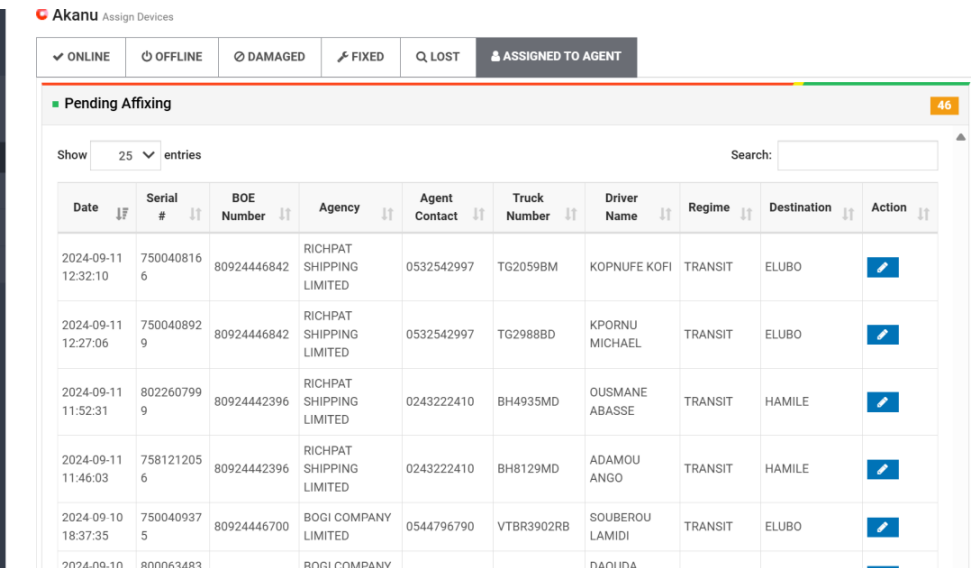 Akanu Assign Devices
ONLINE OFFLINE DAMAGED FIXED LOST ASSIGNED TO AGENT
Pending Affixing 46
Show 25 entries Search:
Date Serial # BOE Number Agency Agent Contact Truck Number Driver Name Regime Destination Action
2024-09-11 12:32:10 7500408166 80924446842 RICHPAT SHIPPING LIMITED 0532542997 TG2059BM KOPNUFE KOFI TRANSIT ELUBO
2024-09-11 12:27:06 7500408929 80924446842 RICHPAT SHIPPING LIMITED 0532542997 TG2988BD KPORNU MICHAEL TRANSIT ELUBO
2024-09-11 11:52:31 8022607999 80924442396 RICHPAT SHIPPING LIMITED 0243222410 BH4935MD OUSMANE ABASSE TRANSIT HAMILE
2024-09-11 11:46:03 7581212056 80924442396 RICHPAT SHIPPING LIMITED 0243222410 BH8129MD ADAMOU ANGO TRANSIT HAMILE
2024-09-10 18:37:35 7500409375 80924446700 BOGI COMPANY LIMITED 0544796790 VTBR3902RB SOUBEROU LAMIDI TRANSIT ELUBO
2024-09-10 800063483 BOGI COMPANY DAOUDA